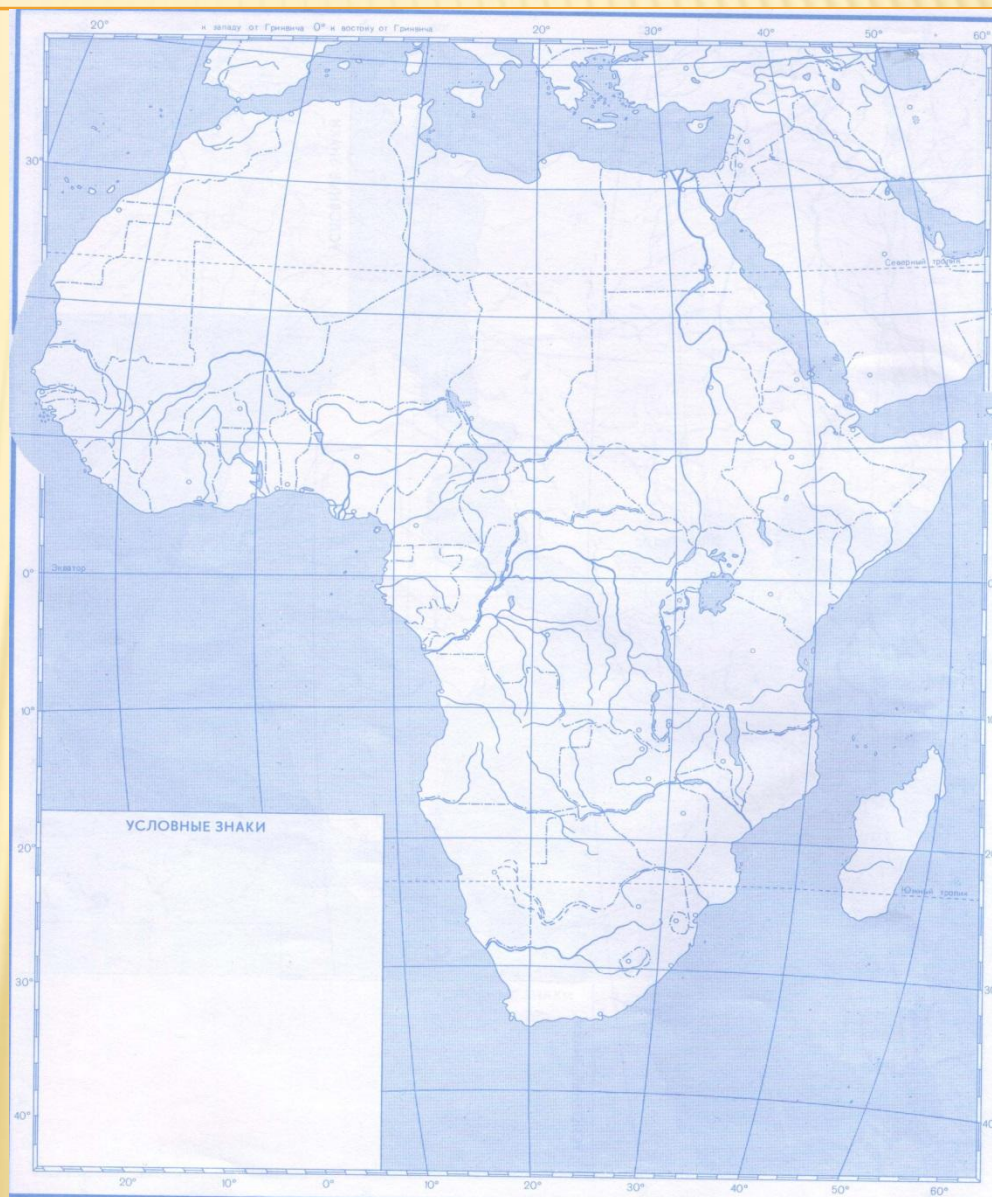 20° к западу от Гринвича 0° к востоку от Гринвича 20° 30° 40° 50° 60°
30°
Северный тропик
Экватор
0°
10°
УСЛОВНЫЕ ЗНАКИ
20°
Южный тропик
30°
40°
20° 10° 0° 10° 20° 30° 40° 50° 60°